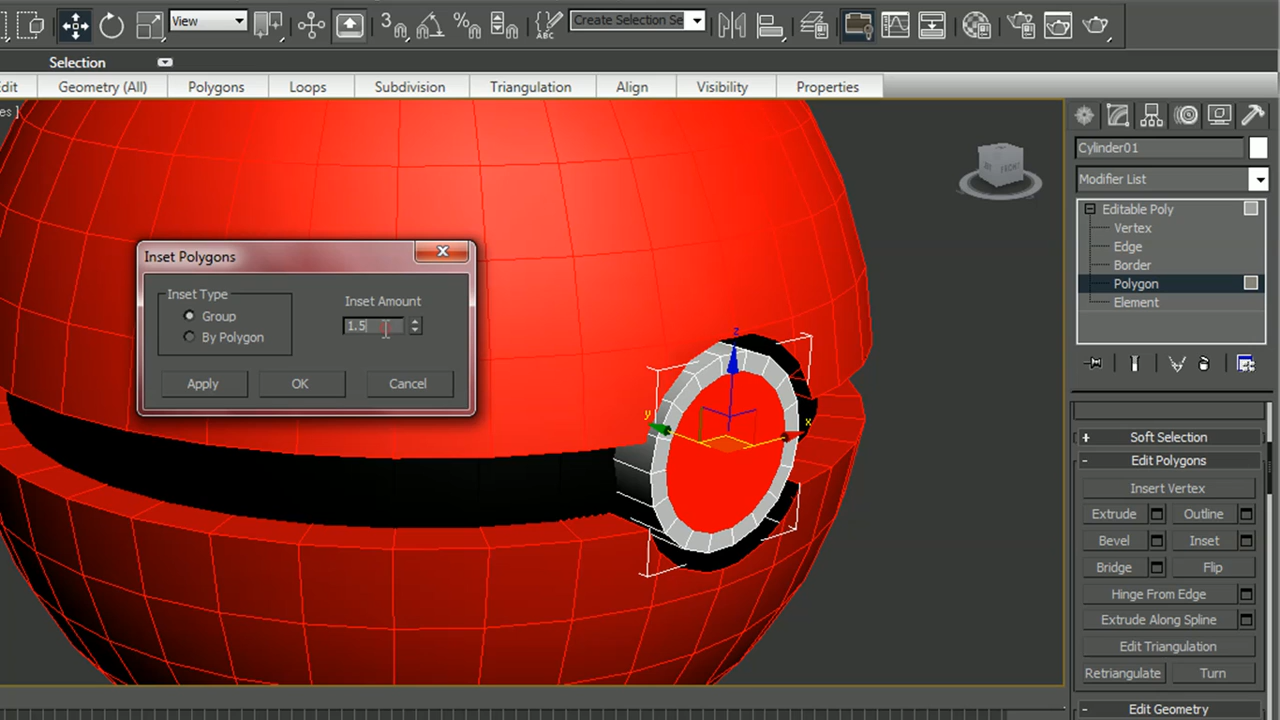 View
3
%
ABC
Create Selection Se
Selection
dit
Geometry (All)
Polygons
Loops
Subdivision
Triangulation
Align
Visibility
Properties
es ]
Cylinder01
Modifier List
Editable Poly
Vertex
Edge
Border
Polygon
Element
Inset Polygons
Inset Type
Group
By Polygon
Inset Amount
1.5
Apply
OK
Cancel
z
y
x
+ Soft Selection
- Edit Polygons
Insert Vertex
Extrude
Outline
Bevel
Inset
Bridge
Flip
Hinge From Edge
Extrude Along Spline
Edit Triangulation
Retriangulate
Turn
- Edit Geometry